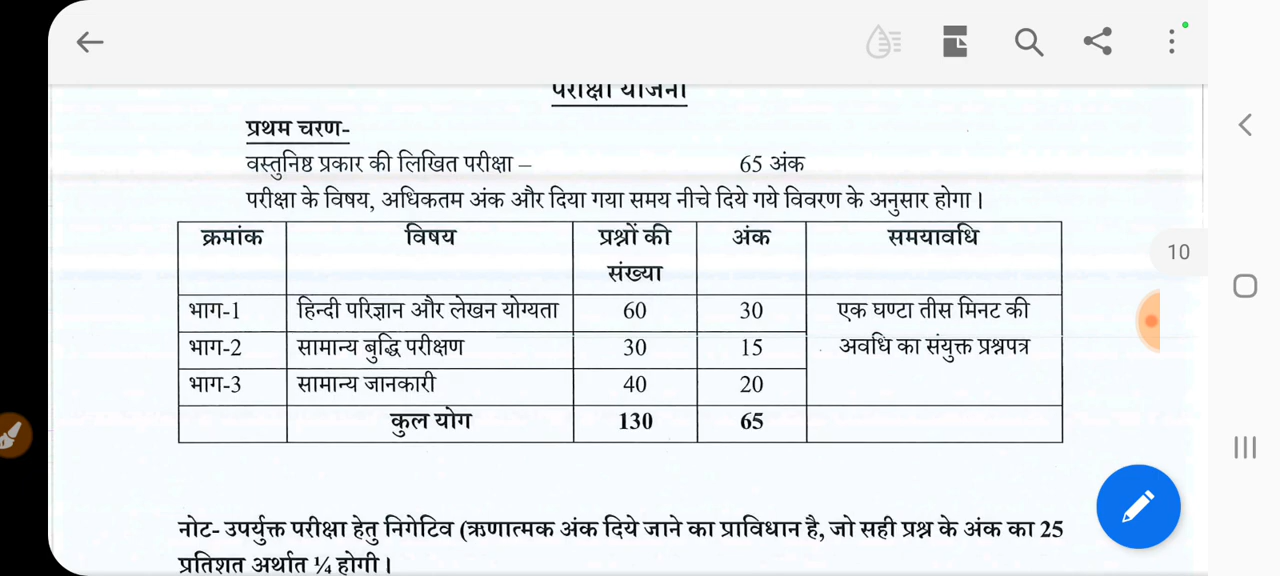 परीक्षा योजना
प्रथम चरण-
वस्तुनिष्ठ प्रकार की लिखित परीक्षा – 65 अंक
परीक्षा के विषय, अधिकतम अंक और दिया गया समय नीचे दिये गये विवरण के अनुसार होगा।
क्रमांक विषय प्रश्नों की संख्या अंक समयावधि
भाग-1 हिन्दी परिज्ञान और लेखन योग्यता 60 30 एक घण्टा तीस मिनट की
भाग-2 सामान्य बुद्धि परीक्षण 30 15 अवधि का संयुक्त प्रश्नपत्र
भाग-3 सामान्य जानकारी 40 20
कुल योग 130 65
10
नोट- उपर्युक्त परीक्षा हेतु निगेटिव (ऋणात्मक अंक दिये जाने का प्राविधान है, जो सही प्रश्न के अंक का 25
प्रतिशत अर्थात ¼ होगी।